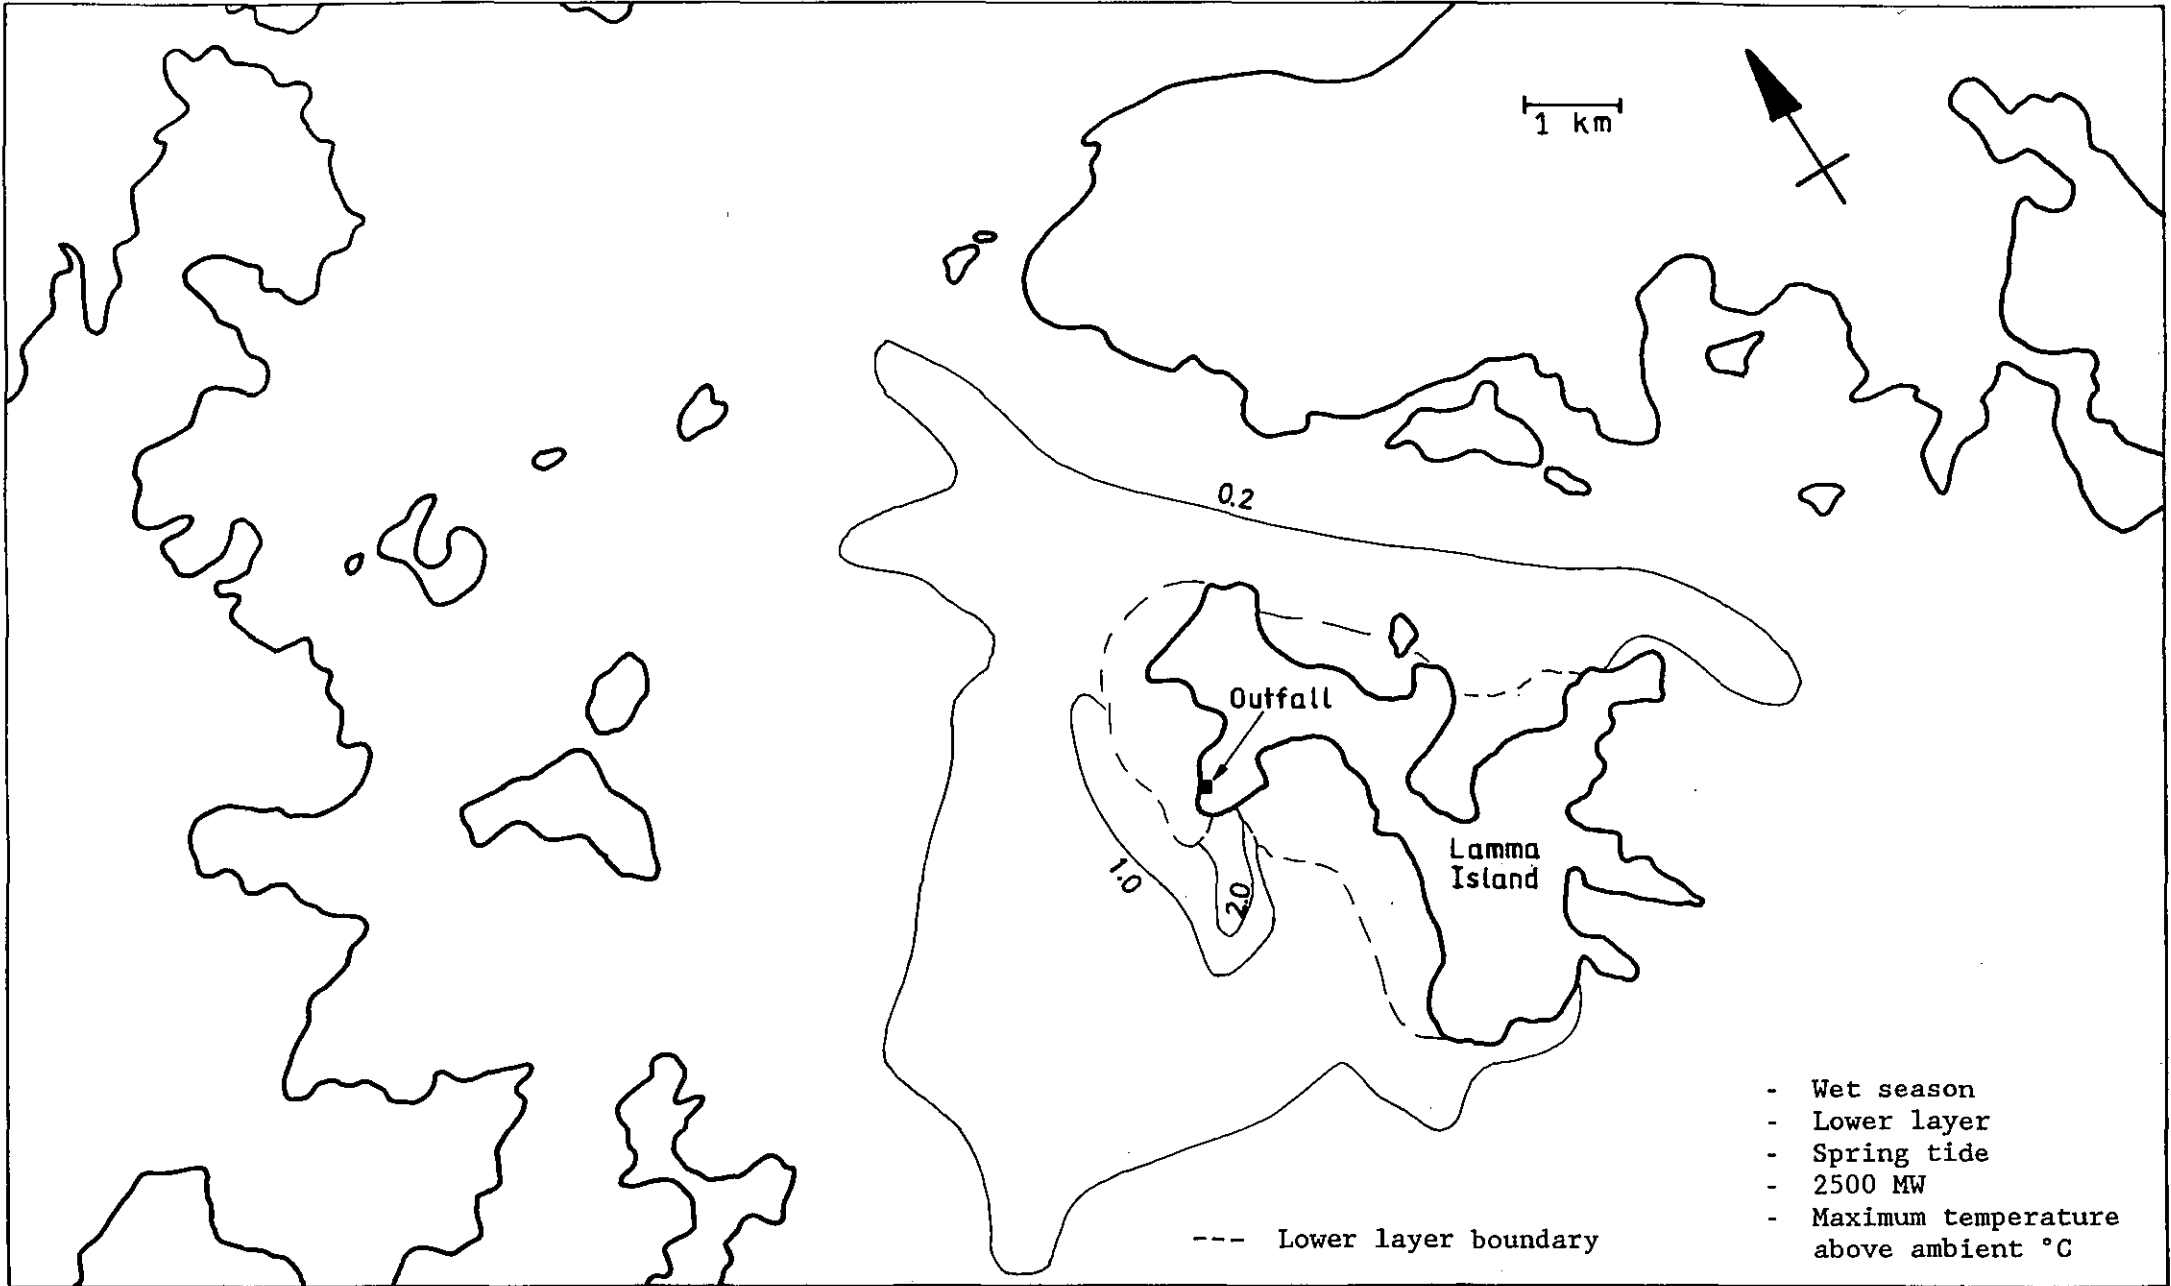 1 km
0.2
Outfall
Lamma
Island
1.0
2.0
- Wet season
- Lower layer
- Spring tide
- 2500 MW
- Maximum temperature
above ambient °C
--- Lower layer boundary